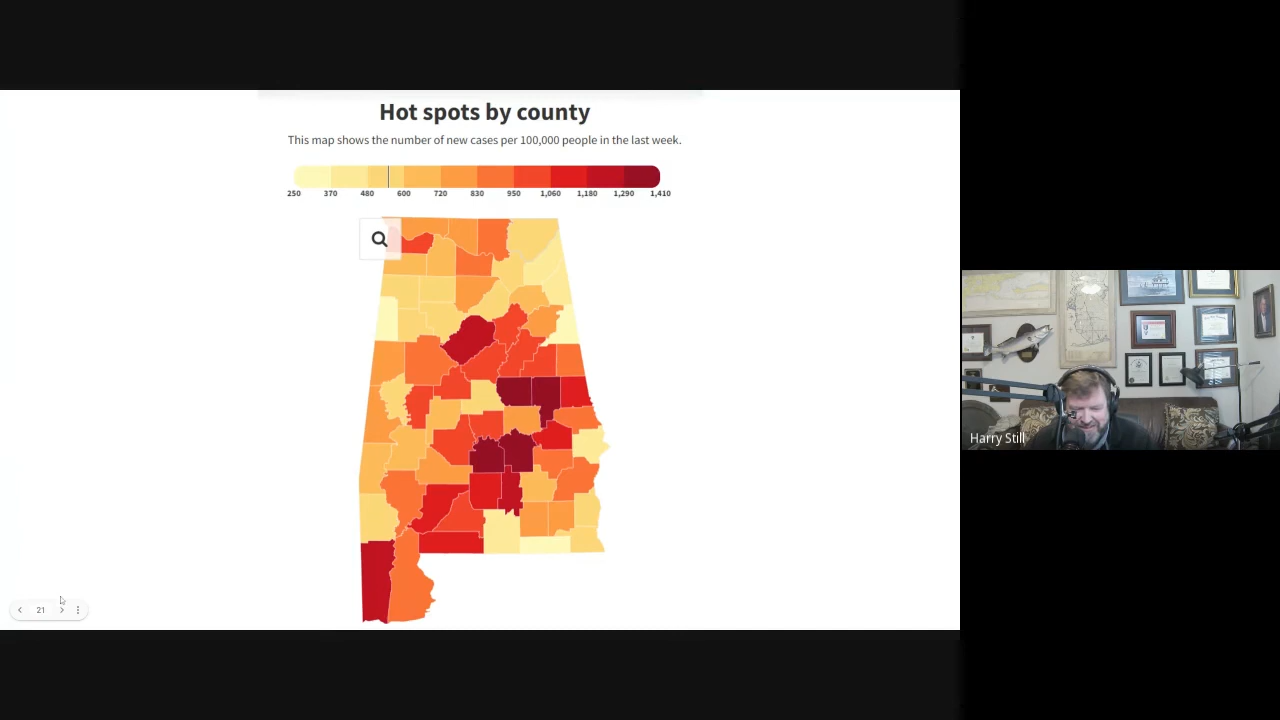 Hot spots by county
This map shows the number of new cases per 100,000 people in the last week.
250 370 480 600 720 830 950 1,060 1,180 1,290 1,410
21
Harry Still